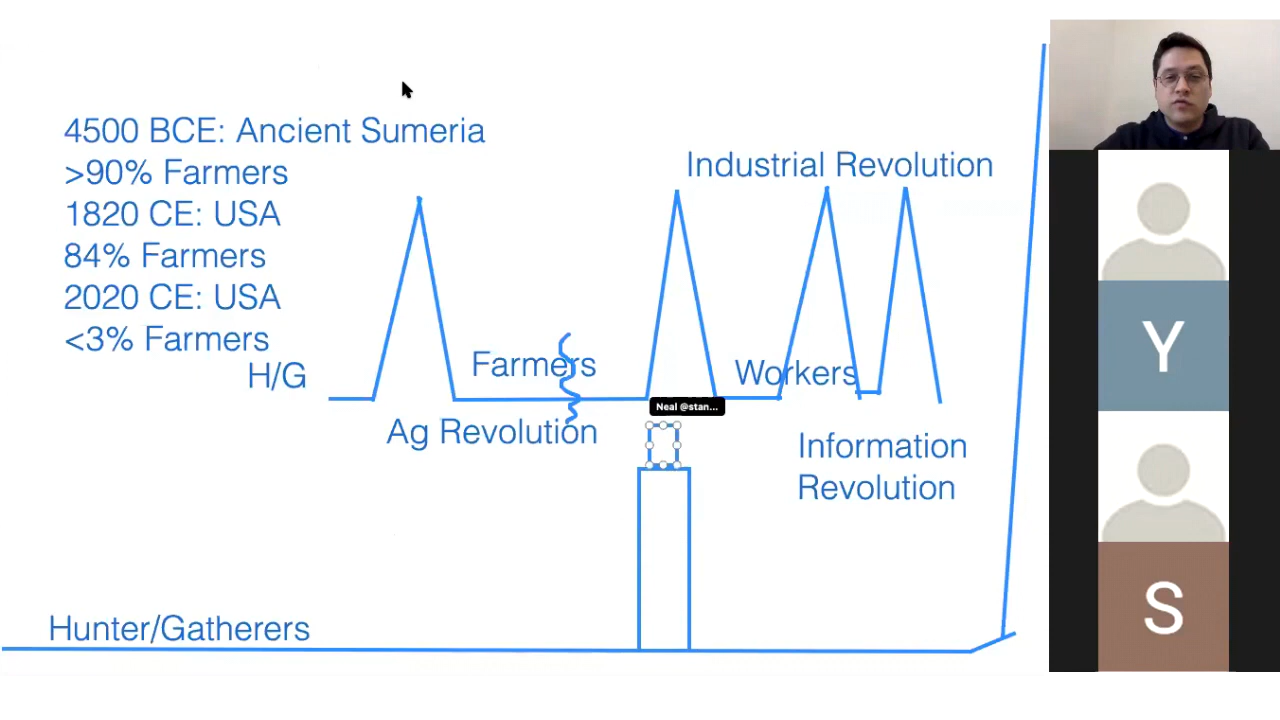 4500 BCE: Ancient Sumeria
>90% Farmers
1820 CE: USA
84% Farmers
2020 CE: USA
<3% Farmers
H/G
Farmers
Ag Revolution
Industrial Revolution
Workers
Neal @stan...
Information
Revolution
Hunter/Gatherers
Y
S